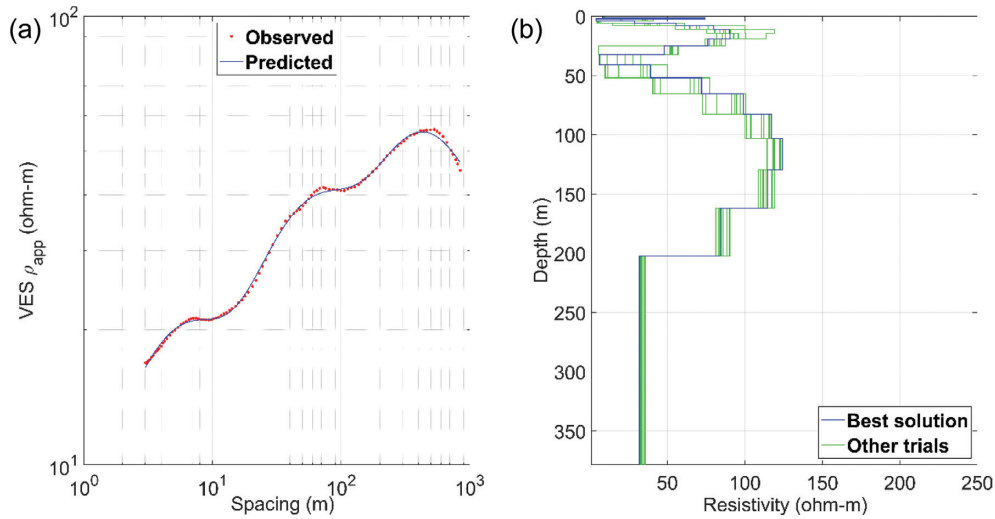 (a)
10²
Observed
Predicted
VES ρapp (ohm-m)
10¹
10⁰
10¹
10²
10³
Spacing (m)
(b)
0
50
100
150
200
250
300
350
Depth (m)
Best solution
Other trials
50
100
150
200
250
Resistivity (ohm-m)